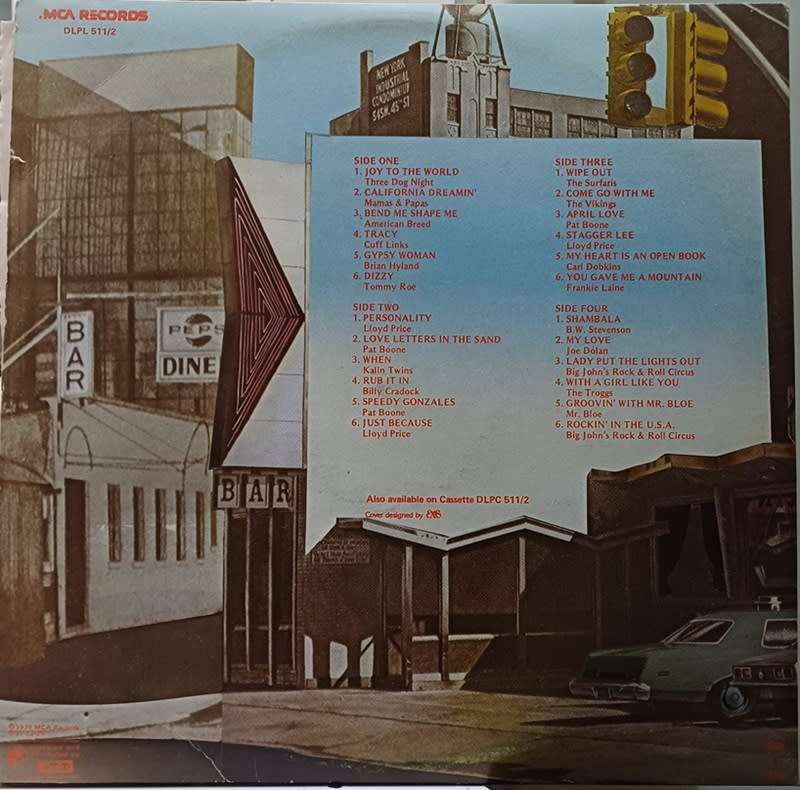 .MCA RECORDS
DLPL 511/2
NEW YORK
INDUSTRIAL
CONDOMINIUM
SIDE ONE
1. JOY TO THE WORLD
Three Dog Night
2. CALIFORNIA DREAMIN'
Mamas & Papas
3. BEND ME SHAPE ME
American Breed
4. TRACY
Cuff Links
5. GYPSY WOMAN
Brian Hyland
6. DIZZY
Tommy Roe
SIDE TWO
1. PERSONALITY
Lloyd Price
2. LOVE LETTERS IN THE SAND
Pat Boone
3. WHEN
Kalin Twins
4. RUB IT IN
Billy Cradock
5. SPEEDY GONZALES
Pat Boone
6. JUST BECAUSE
Lloyd Price
SIDE THREE
1. WIPE OUT
The Surfaris
2. COME GO WITH ME
The Vikings
3. APRIL LOVE
Pat Boone
4. STAGGER LEE
Lloyd Price
5. MY HEART IS AN OPEN BOOK
Carl Dobkins
6. YOU GAVE ME A MOUNTAIN
Frankie Laine
SIDE FOUR
1. SHAMBALA
B.W. Stevenson
2. MY LOVE
Joe Dolan
3. LADY PUT THE LIGHTS OUT
Big John's Rock & Roll Circus
4. WITH A GIRL LIKE YOU
The Troggs
5. GROOVIN' WITH MR. BLOE
Mr. Bloe
6. ROCKIN' IN THE U.S.A.
Big John's Rock & Roll Circus
BAR
PEPS
DINE
BAR
Also available on Cassette DLPC 511/2
Cover designed by